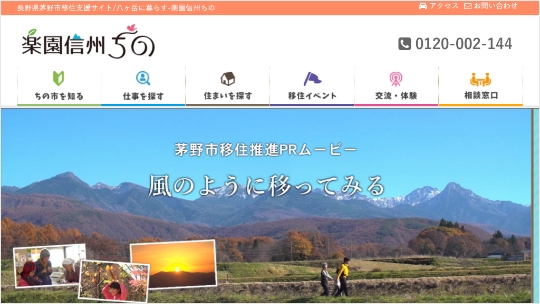 長野県茅野市移住支援サイト/八ヶ岳に暮らす-楽園信州ちの
アクセス お問い合わせ
楽園信州ちの
0120-002-144
ちの市を知る 仕事を探す 住まいを探す 移住イベント 交流・体験 相談窓口
茅野市移住推進PRムービー
風のように移ってみる